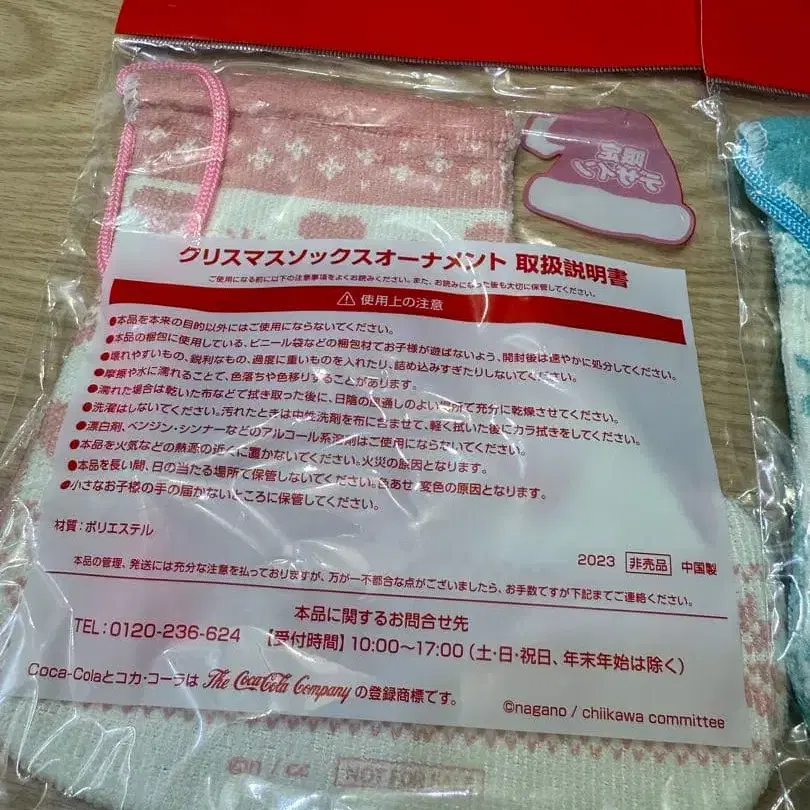 限定
デザイン
クリスマスソックスオーナメント 取扱説明書
ご使用になる前に以下の注意事項をよくお読みください。また、お読みになった後も大切に保管してください。
⚠ 使用上の注意
●本品を本来の目的以外にはご使用にならないでください。
●本品の梱包に使用している、ビニール袋などの梱包材でお子様が遊ばないよう、開封後は速やかに処分してください。
●壊れやすいもの、鋭利なもの、過度に重いものを入れたり、詰め込みすぎたりしないでください。
●摩擦や水に濡れることで、色落ちや色移りすることがあります。
●濡れた場合は乾いた布などで拭き取った後に、日陰の風通しのよい場所で充分に乾燥させてください。
●洗濯はしないでください。汚れたときは中性洗剤を布に含ませて、軽く拭いた後にカラ拭きをしてください。
●漂白剤、ベンジン・シンナーなどのアルコール系溶剤はご使用にならないでください。
●本品を火気などの熱源の近くに置かないでください。火災の原因となります。
●本品を長い間、日の当たる場所で保管しないでください。色あせ、変色の原因となります。
●小さなお子様の手の届かないところに保管してください。
材質：ポリエステル
2023 非売品 中国製
本品の管理、発送には充分な注意を払っておりますが、万が一不都合な点がございましたら、お手数てすが下記までご連絡ください。
本品に関するお問合せ先
TEL：0120-236-624 【受付時間】10:00～17:00（土・日・祝日、年末年始は除く）
Coca-Colaとコカ・コーラは The Coca-Cola Company の登録商標です。
©nagano / chiikawa committee
©n / cc NOT FOR SALE